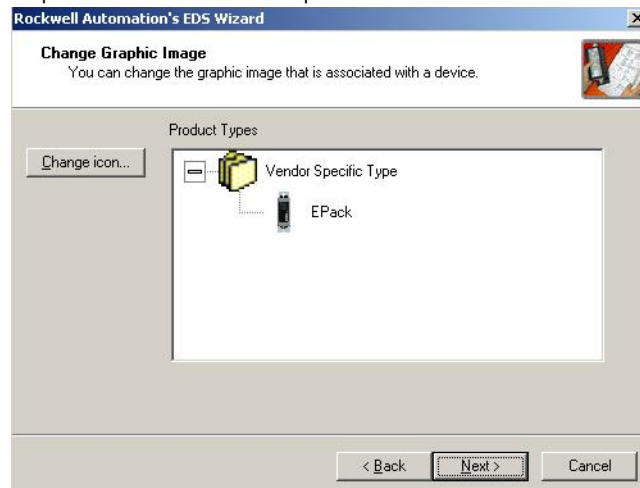 Rockwell Automation's EDS Wizard
Change Graphic Image
You can change the graphic image that is associated with a device.
Product Types
Change icon...
Vendor Specific Type
EPack
< Back
Next >
Cancel